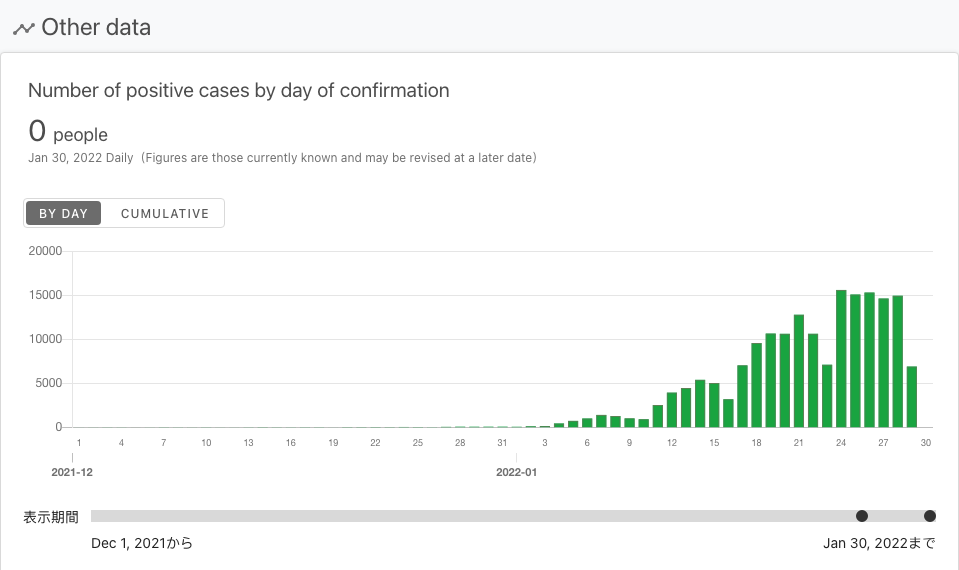 Other data
Number of positive cases by day of confirmation
0 people
Jan 30, 2022 Daily (Figures are those currently known and may be revised at a later date)
BY DAY CUMULATIVE
20000
15000
10000
5000
0
1 4 7 10 13 16 19 22 25 28 31 3 6 9 12 15 18 21 24 27 30
2021-12 2022-01
表示期間
Dec 1, 2021から Jan 30, 2022まで